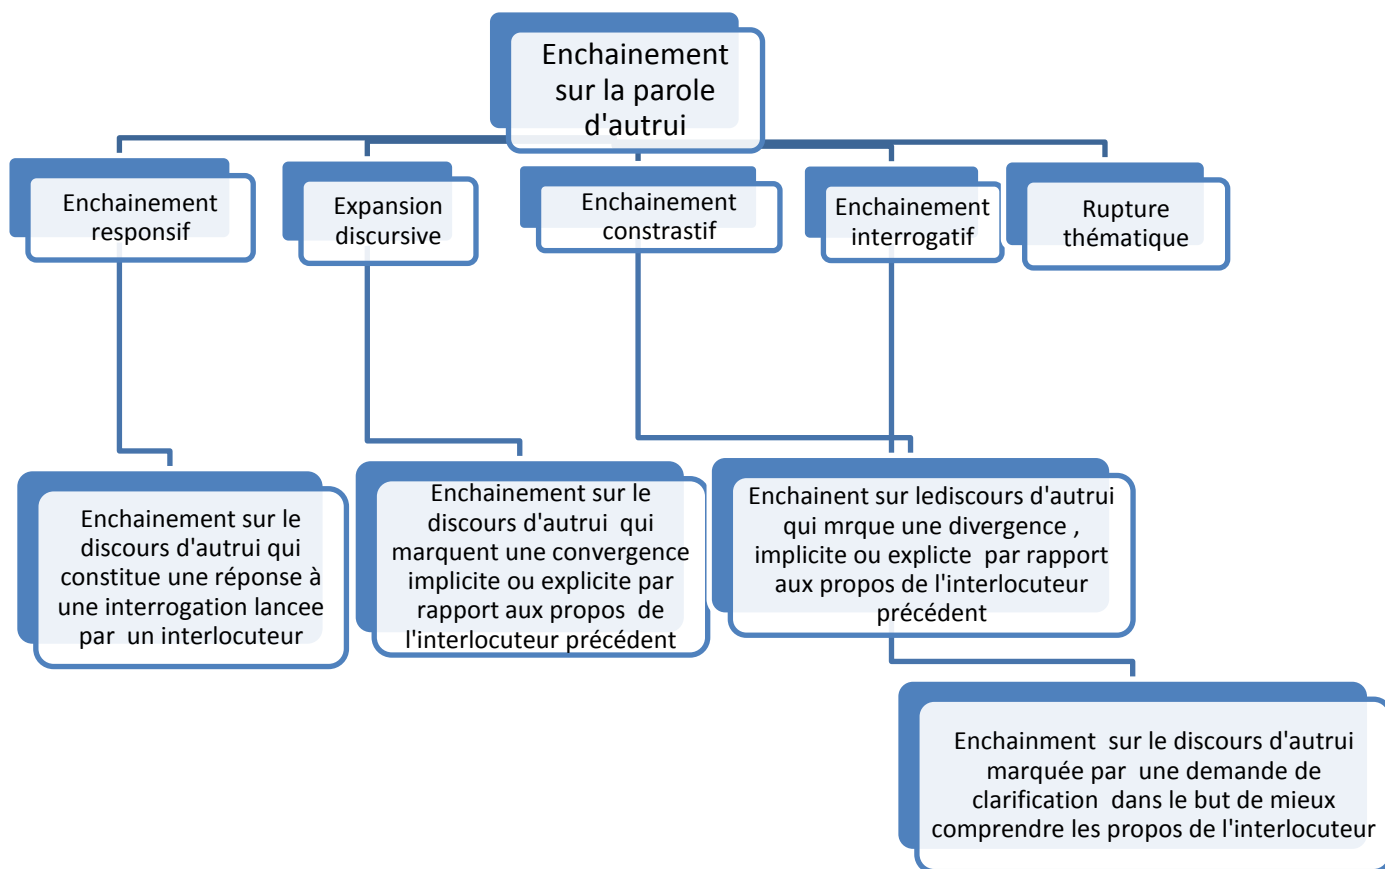 Enchainement
sur la parole
d'autrui
Enchainement
responsif
Expansion
discursive
Enchainement
constrastif
Enchainement
interrogatif
Rupture
thématique
Enchainement sur le
discours d'autrui qui
constitue une réponse à
une interrogation lancee
par un interlocuteur
Enchainement sur le
discours d'autrui qui
marquent une convergence
implicite ou explicite par
rapport aux propos de
l'interlocuteur précédent
Enchainent sur lediscours d'autrui
qui mrque une divergence ,
implicite ou explicte par rapport
aux propos de l'interlocuteur
précédent
Enchainment sur le discours d'autrui
marquée par une demande de
clarification dans le but de mieux
comprendre les propos de l'interlocuteur